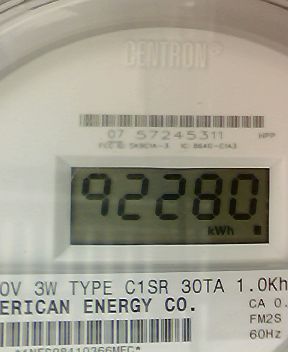 CENTRON®
07 57245311 HPP
92280
kWh
0V 3W TYPE C1SR 30TA 1.0Kh
ERICAN ENERGY CO.
CA 0.
FM2S
60Hz